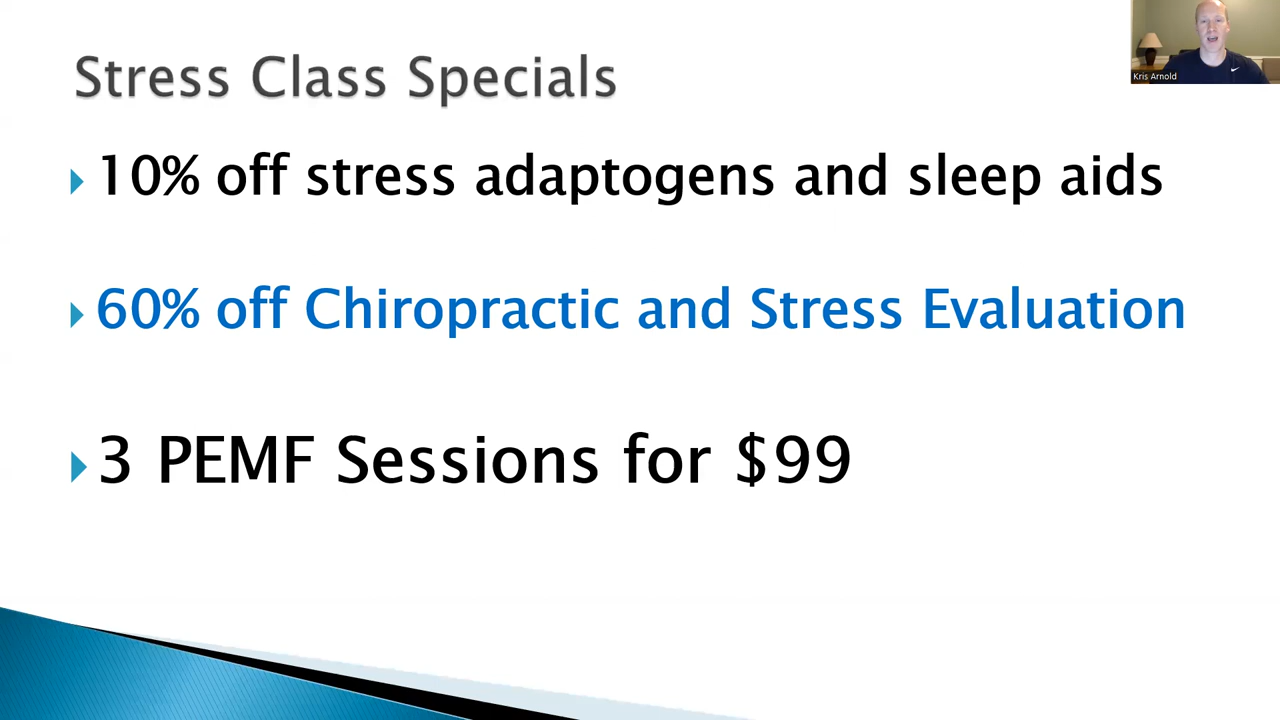 Stress Class Specials
Kris Arnold
10% off stress adaptogens and sleep aids
60% off Chiropractic and Stress Evaluation
3 PEMF Sessions for $99